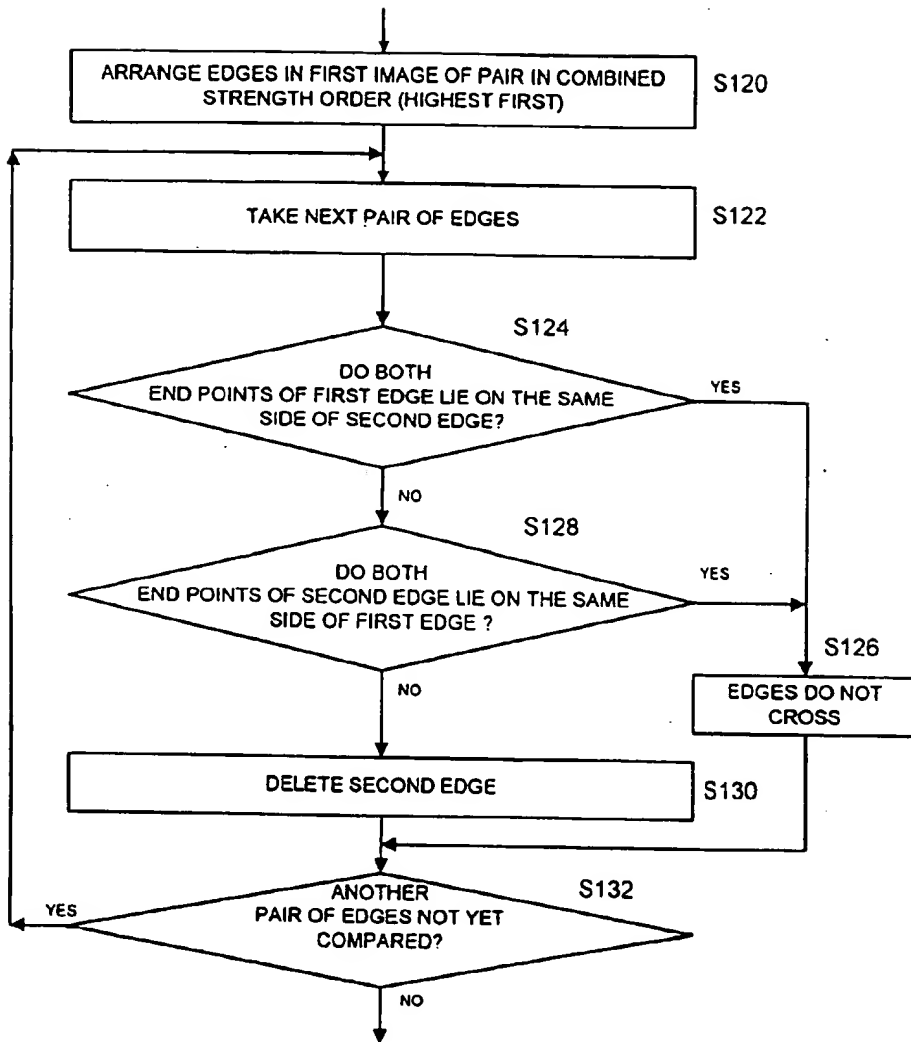 ARRANGE EDGES IN FIRST IMAGE OF PAIR IN COMBINED
STRENGTH ORDER (HIGHEST FIRST)
S120
TAKE NEXT PAIR OF EDGES
S122
S124
DO BOTH
END POINTS OF FIRST EDGE LIE ON THE SAME
SIDE OF SECOND EDGE?
YES
NO
S128
DO BOTH
END POINTS OF SECOND EDGE LIE ON THE SAME
SIDE OF FIRST EDGE ?
YES
NO
S126
EDGES DO NOT
CROSS
DELETE SECOND EDGE
S130
S132
ANOTHER
PAIR OF EDGES NOT YET
COMPARED?
YES
NO